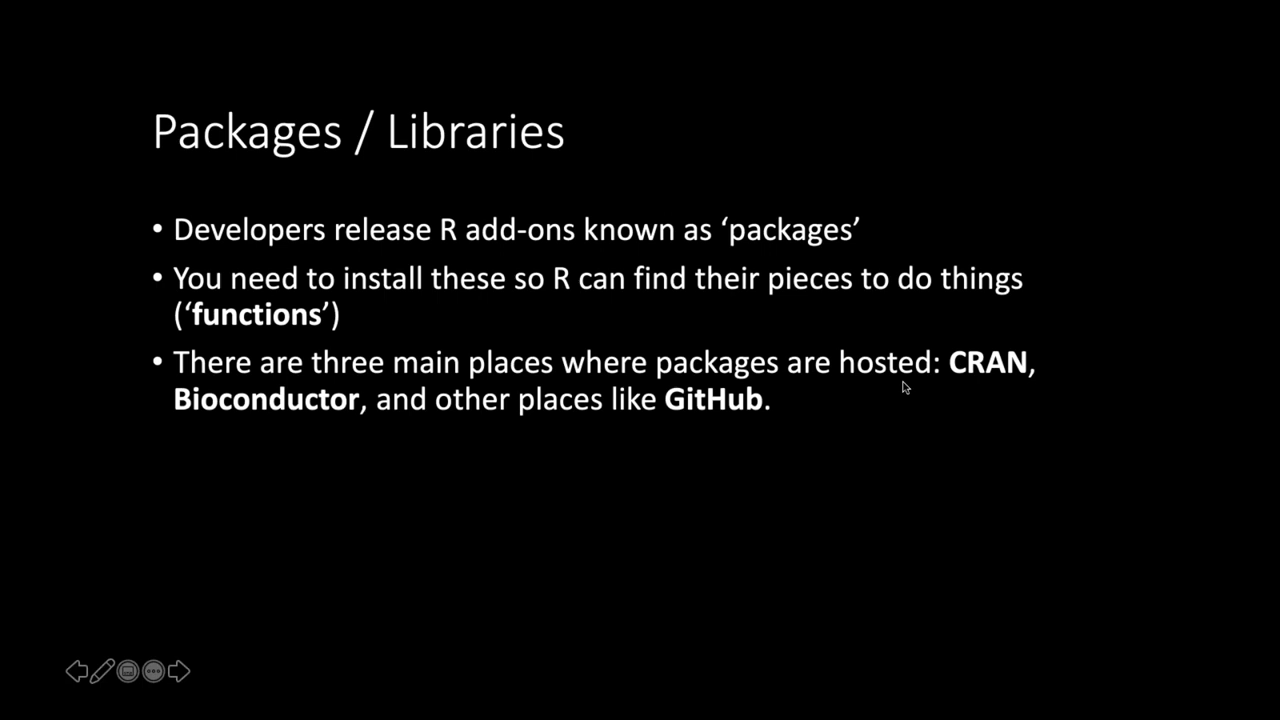 Packages / Libraries
• Developers release R add-ons known as ‘packages’
• You need to install these so R can find their pieces to do things
(‘functions’)
• There are three main places where packages are hosted: CRAN,
Bioconductor, and other places like GitHub.